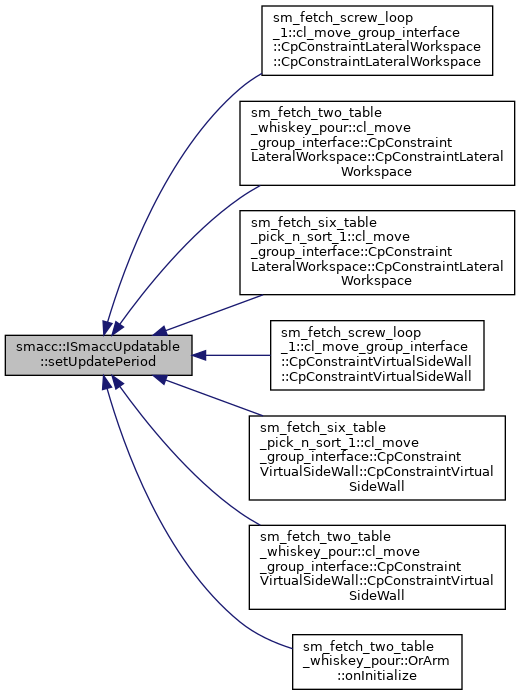 sm_fetch_screw_loop
_1::cl_move_group_interface
::CpConstraintLateralWorkspace
::CpConstraintLateralWorkspace
sm_fetch_two_table
_whiskey_pour::cl_move
_group_interface::CpConstraint
LateralWorkspace::CpConstraintLateral
Workspace
sm_fetch_six_table
_pick_n_sort_1::cl_move
_group_interface::CpConstraint
LateralWorkspace::CpConstraintLateral
Workspace
smacc::ISmaccUpdatable
::setUpdatePeriod
sm_fetch_screw_loop
_1::cl_move_group_interface
::CpConstraintVirtualSideWall
::CpConstraintVirtualSideWall
sm_fetch_six_table
_pick_n_sort_1::cl_move
_group_interface::CpConstraint
VirtualSideWall::CpConstraintVirtual
SideWall
sm_fetch_two_table
_whiskey_pour::cl_move
_group_interface::CpConstraint
VirtualSideWall::CpConstraintVirtual
SideWall
sm_fetch_two_table
_whiskey_pour::OrArm
::onInitialize